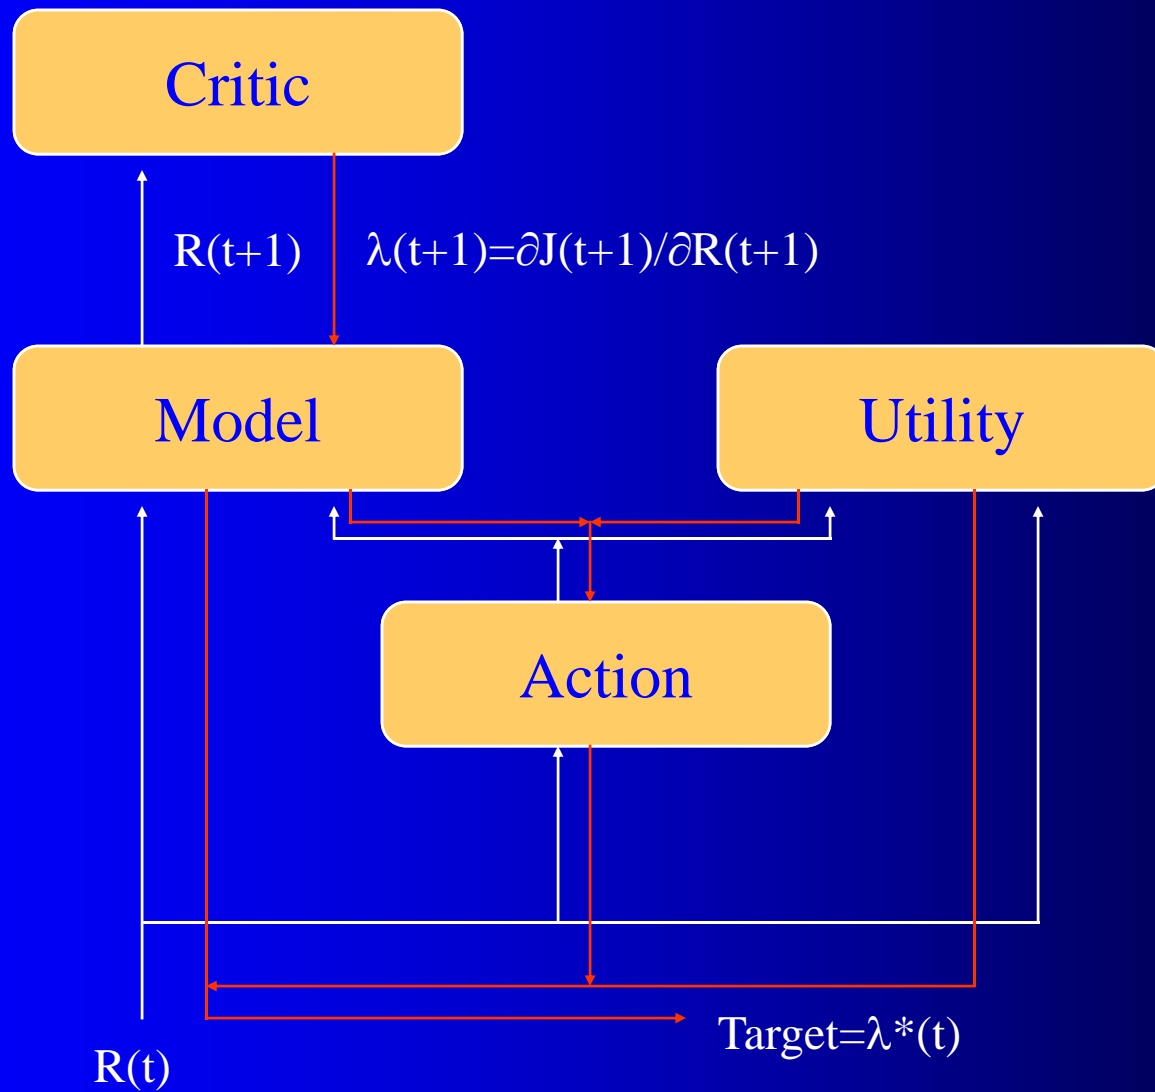 Critic
R(t+1)
λ(t+1)=∂J(t+1)/∂R(t+1)
Model
Utility
Action
Target=λ*(t)
R(t)